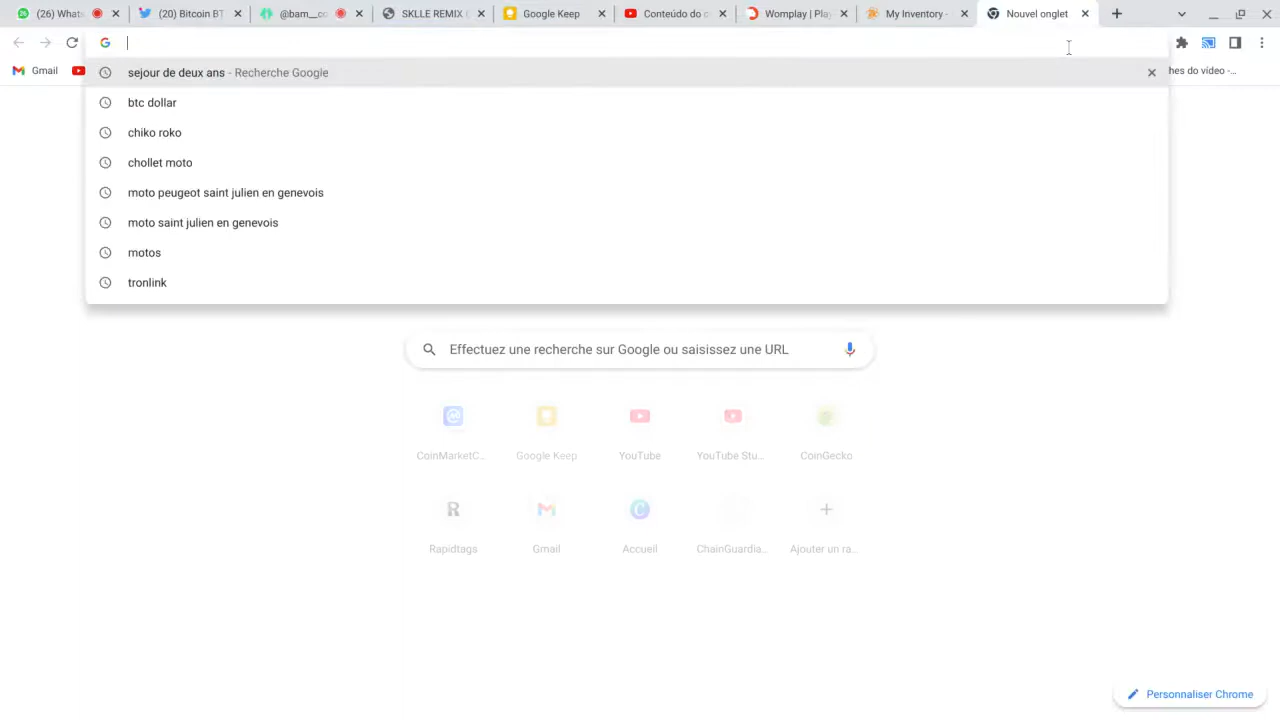 (26) Whats
(20) Bitcoin BT
@bam__co
SKLLE REMIX (
Google Keep
Conteúdo do c
Womplay | Play
My Inventory -
Nouvel onglet
Gmail
hes do vídeo -...
sejour de deux ans - Recherche Google
btc dollar
chiko roko
chollet moto
moto peugeot saint julien en genevois
moto saint julien en genevois
motos
tronlink
Effectuez une recherche sur Google ou saisissez une URL
CoinMarketC...
Google Keep
YouTube
YouTube Stu...
CoinGecko
Rapidtags
Gmail
Accueil
ChainGuardia...
Ajouter un ra...
Personnaliser Chrome